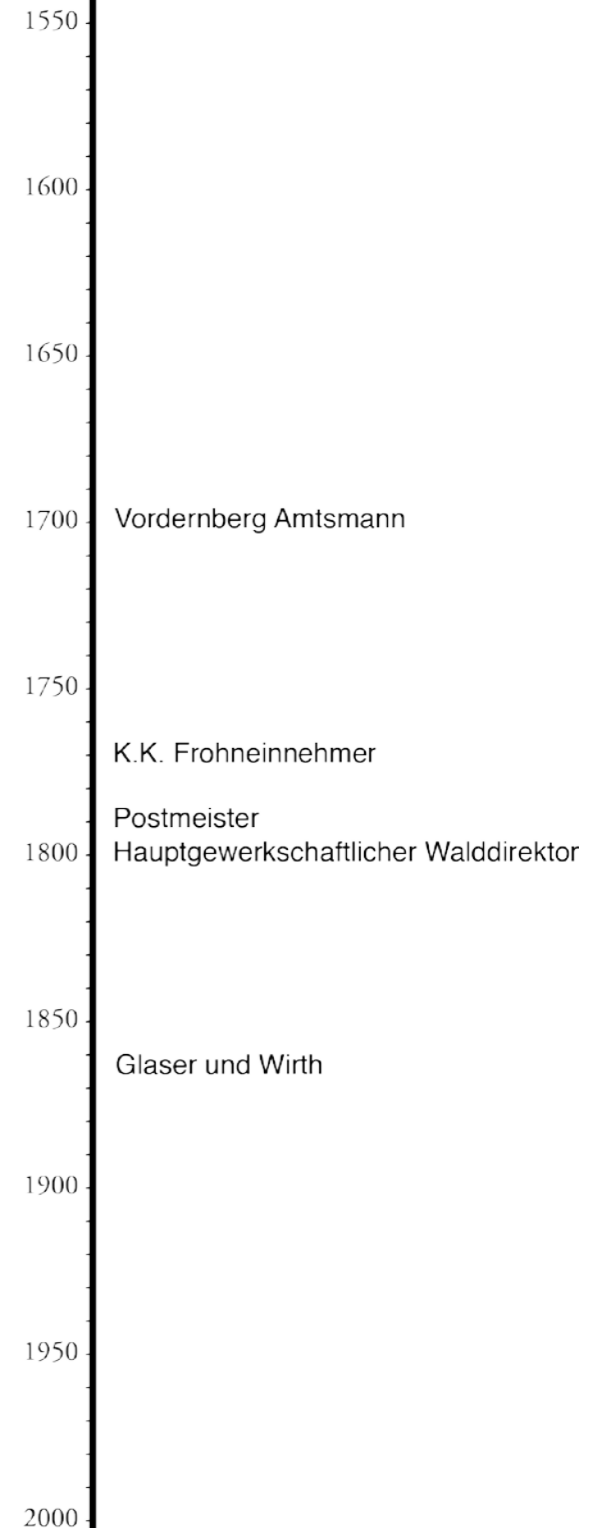 1550
1600
1650
1700 Vordernberg Amtsmann
1750
K.K. Frohneinnehmer
Postmeister
1800 Hauptgewerkschaftlicher Walddirektor
1850
Glaser und Wirth
1900
1950
2000